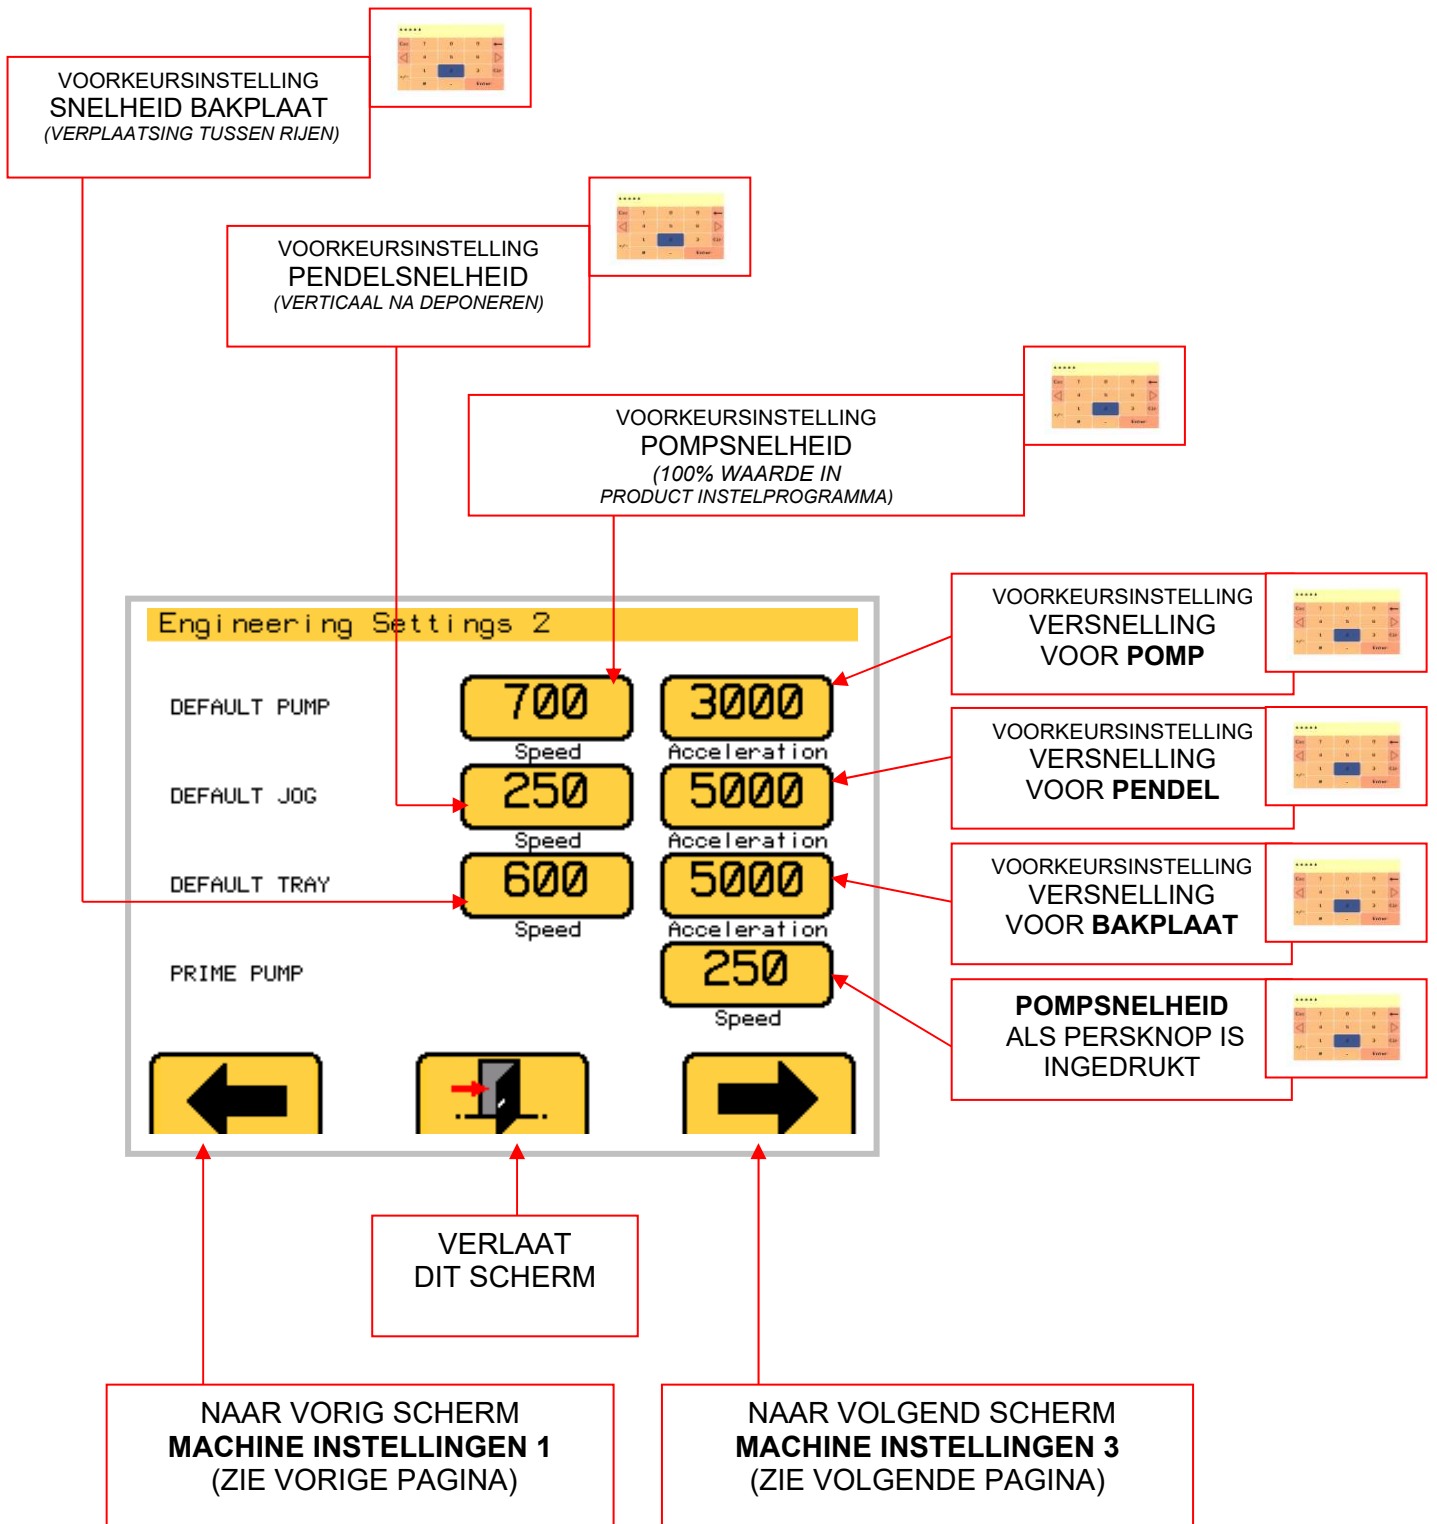 VOORKEURSINSTELLING
SNELHEID BAKPLAAT
(VERPLAATSING TUSSEN RIJEN)
VOORKEURSINSTELLING
PENDELSNELHEID
(VERTICAAL NA DEPONEREN)
VOORKEURSINSTELLING
POMPSNELHEID
(100% WAARDE IN
PRODUCT INSTELPROGRAMMA)
Engineering Settings 2
DEFAULT PUMP
700
3000
Speed
Acceleration
DEFAULT JOG
250
5000
Speed
Acceleration
DEFAULT TRAY
600
5000
Speed
Acceleration
PRIME PUMP
250
Speed
VOORKEURSINSTELLING
VERSNELLING
VOOR POMP
VOORKEURSINSTELLING
VERSNELLING
VOOR PENDEL
VOORKEURSINSTELLING
VERSNELLING
VOOR BAKPLAAT
POMPSNELHEID
ALS PERSKNOP IS
INGEDRUKT
VERLAAT
DIT SCHERM
NAAR VORIG SCHERM
MACHINE INSTELLINGEN 1
(ZIE VORIGE PAGINA)
NAAR VOLGEND SCHERM
MACHINE INSTELLINGEN 3
(ZIE VOLGENDE PAGINA)